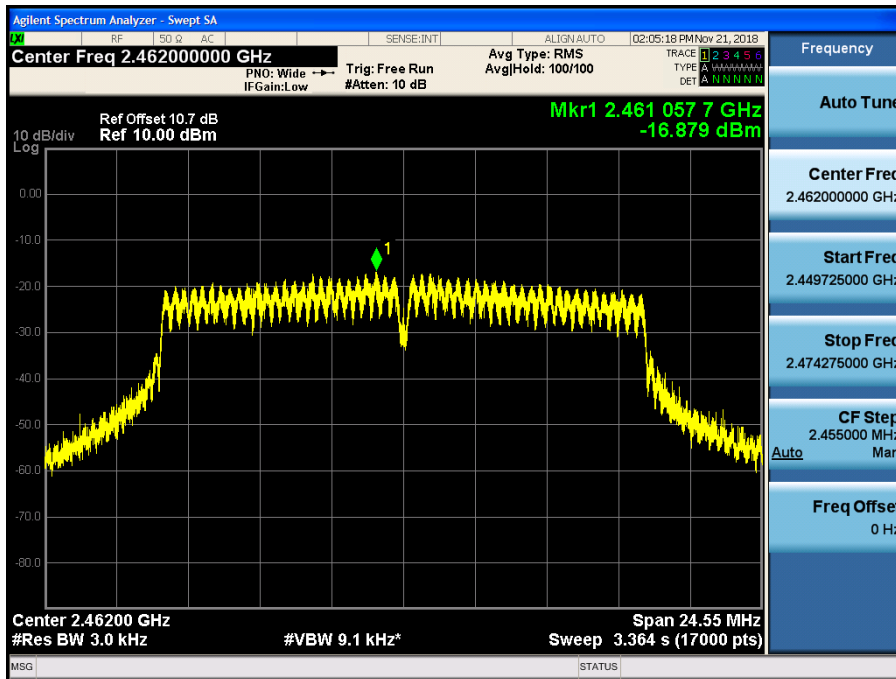 Agilent Spectrum Analyzer - Swept SA
LXI RF 50 Ω AC SENSE:INT ALIGN AUTO 02:05:18 PM Nov 21, 2018
Center Freq 2.462000000 GHz
PNO: Wide
IFGain:Low
Trig: Free Run
#Atten: 10 dB
Avg Type: RMS
Avg|Hold: 100/100
TRACE 1 2 3 4 5 6
TYPE A WWWWW
DET A N N N N N
Ref Offset 10.7 dB
Ref 10.00 dBm
10 dB/div
Log
Mkr1 2.461 057 7 GHz
-16.879 dBm
0.00
-10.0
-20.0
-30.0
-40.0
-50.0
-60.0
-70.0
-80.0
1
Center 2.46200 GHz
#Res BW 3.0 kHz
#VBW 9.1 kHz*
Span 24.55 MHz
Sweep 3.364 s (17000 pts)
MSG
STATUS
Frequency
Auto Tune
Center Freq
2.462000000 GHz
Start Freq
2.449725000 GHz
Stop Freq
2.474275000 GHz
CF Step
2.455000 MHz
Auto Man
Freq Offset
0 Hz